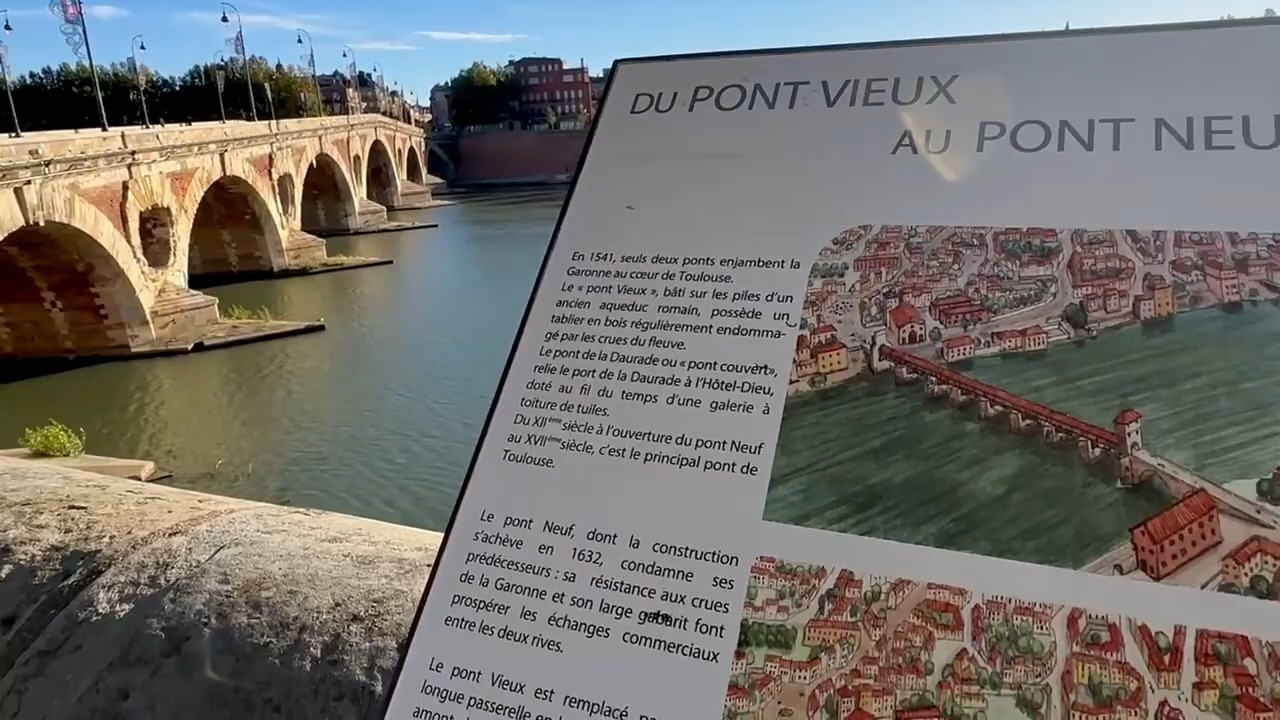 DU PONT VIEUX
AU PONT NEU
En 1541, seuls deux ponts enjambent la
Garonne au cœur de Toulouse.
Le « pont Vieux », bâti sur les piles d'un
ancien aqueduc romain, possède un
tablier en bois régulièrement endomma-
gé par les crues du fleuve.
Le pont de la Daurade ou « pont couvert»,
relie le port de la Daurade à l'Hôtel-Dieu,
doté au fil du temps d'une galerie à
toiture de tuiles.
Du XIIème siècle à l'ouverture du pont Neuf
au XVIIème siècle, c'est le principal pont de
Toulouse.
Le pont Neuf, dont la construction
s'achève en 1632, condamne ses
prédécesseurs : sa résistance aux crues
de la Garonne et son large gabarit font
prospérer les échanges commerciaux
entre les deux rives.
Le pont Vieux est remplacé
longue passerelle